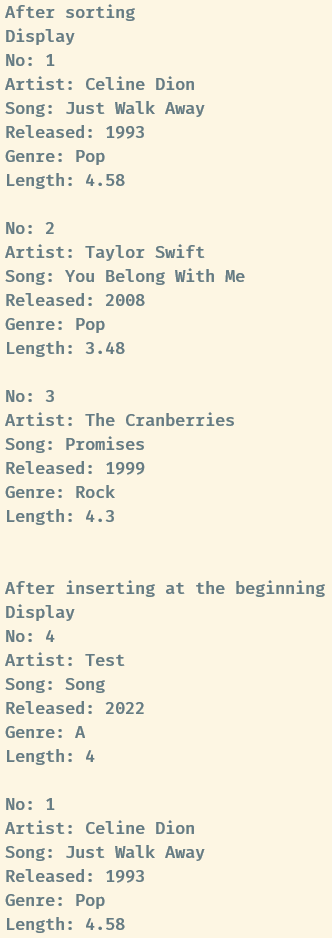 After sorting
Display
No: 1
Artist: Celine Dion
Song: Just Walk Away
Released: 1993
Genre: Pop
Length: 4.58

No: 2
Artist: Taylor Swift
Song: You Belong With Me
Released: 2008
Genre: Pop
Length: 3.48

No: 3
Artist: The Cranberries
Song: Promises
Released: 1999
Genre: Rock
Length: 4.3

After inserting at the beginning
Display
No: 4
Artist: Test
Song: Song
Released: 2022
Genre: A
Length: 4

No: 1
Artist: Celine Dion
Song: Just Walk Away
Released: 1993
Genre: Pop
Length: 4.58